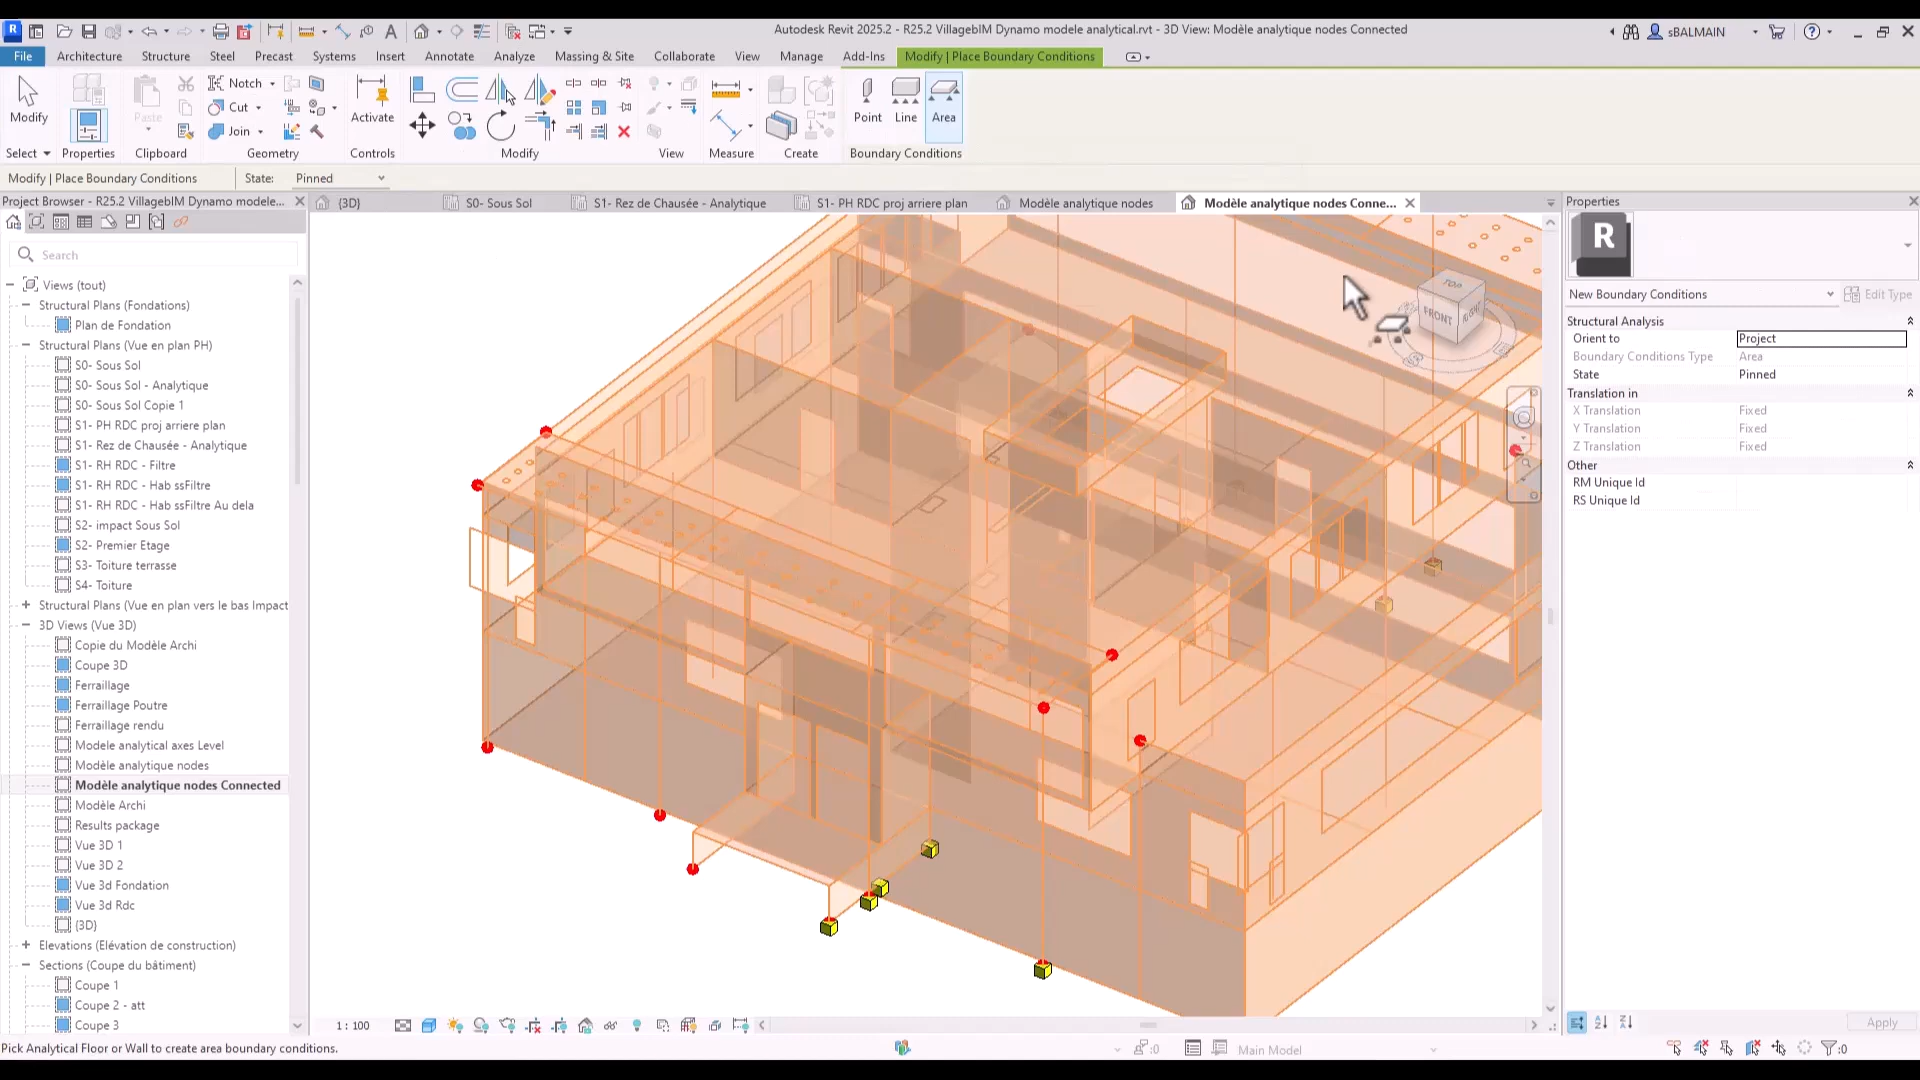 Autodesk Revit 2025.2 - R25.2 VillagebIM Dynamo modele analytical.rvt - 3D View: Modèle analytique nodes Connected
sBALMAIN
File Architecture Structure Steel Precast Systems Insert Annotate Analyze Massing & Site Collaborate View Manage Add-Ins Modify | Place Boundary Conditions
Notch
Cut
Join
Modify
Paste
Activate
Point
Line
Area
Select Properties Clipboard Geometry Controls Modify View Measure Create Boundary Conditions
Modify | Place Boundary Conditions State: Pinned
Project Browser - R25.2 VillagebIM Dynamo modele...
{3D} S0- Sous Sol S1- Rez de Chausée - Analytique S1- PH RDC proj arriere plan Modèle analytique nodes Modèle analytique nodes Conne...
Search
Views (tout)
Structural Plans (Fondations)
Plan de Fondation
Structural Plans (Vue en plan PH)
S0- Sous Sol
S0- Sous Sol - Analytique
S0- Sous Sol Copie 1
S1- PH RDC proj arriere plan
S1- Rez de Chausée - Analytique
S1- RH RDC - Filtre
S1- RH RDC - Hab ssFiltre
S1- RH RDC - Hab ssFiltre Au dela
S2- impact Sous Sol
S2- Premier Etage
S3- Toiture terrasse
S4- Toiture
Structural Plans (Vue en plan vers le bas Impact
3D Views (Vue 3D)
Copie du Modèle Archi
Coupe 3D
Ferraillage
Ferraillage Poutre
Ferraillage rendu
Modele analytical axes Level
Modèle analytique nodes
Modèle analytique nodes Connected
Modèle Archi
Results package
Vue 3D 1
Vue 3D 2
Vue 3d Fondation
Vue 3d Rdc
{3D}
Elevations (Elévation de construction)
Sections (Coupe du bâtiment)
Coupe 1
Coupe 2 - att
Coupe 3
TOP
FRONT
RIGHT
1 : 100
Properties
R
New Boundary Conditions Edit Type
Structural Analysis
Orient to Project
Boundary Conditions Type Area
State Pinned
Translation in
X Translation Fixed
Y Translation Fixed
Z Translation Fixed
Other
RM Unique Id
RS Unique Id
Apply
Pick Analytical Floor or Wall to create area boundary conditions.
:0
Main Model
:0